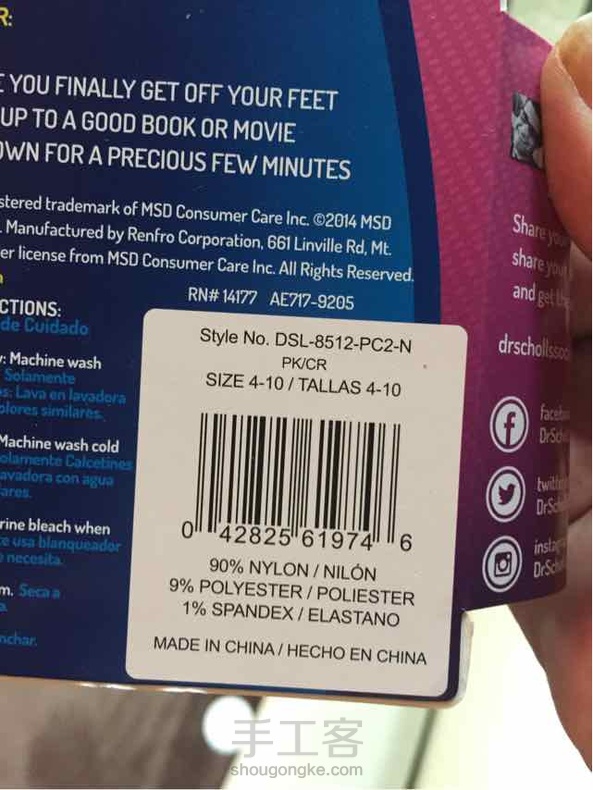 R:
E YOU FINALLY GET OFF YOUR FEET
UP TO A GOOD BOOK OR MOVIE
OWN FOR A PRECIOUS FEW MINUTES
stered trademark of MSD Consumer Care Inc. ©2014 MSD
. Manufactured by Renfro Corporation, 661 Linville Rd, Mt.
er license from MSD Consumer Care Inc. All Rights Reserved.
RN# 14177 AE717-9205
CTIONS:
de Cuidado
: Machine wash
Solamente
s: Lava en lavadora
olores similares.
Machine wash cold
olamente Calcetines
avadora con agua
ares.
rine bleach when
e usa blanqueador
necesita.
m. Seca a
a.
nchar.
Style No. DSL-8512-PC2-N
PK/CR
SIZE 4-10 / TALLAS 4-10
0 42825 61974 6
90% NYLON / NILÓN
9% POLYESTER / POLIESTER
1% SPANDEX / ELASTANO
MADE IN CHINA / HECHO EN CHINA
Share you
share your
and get the
drschollssoc
faceb
DrSch
twitt
DrSc
insta
DrSch
手工客
shougongke.com